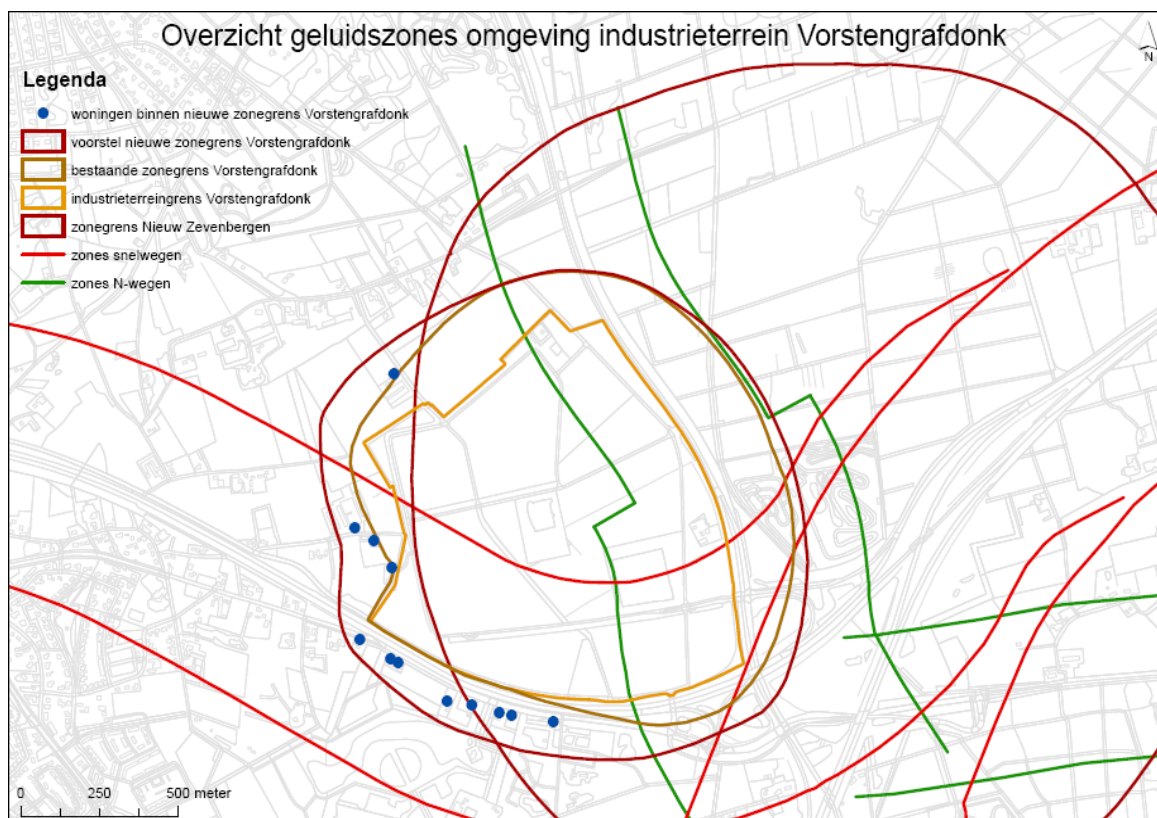 Overzicht geluidszones omgeving industrieterrein Vorstengrafdonk
N
Legenda
woningen binnen nieuwe zonegrens Vorstengrafdonk
voorstel nieuwe zonegrens Vorstengrafdonk
bestaande zonegrens Vorstengrafdonk
industrieterreingrens Vorstengrafdonk
zonegrens Nieuw Zevenbergen
zones snelwegen
zones N-wegen
0 250 500 meter